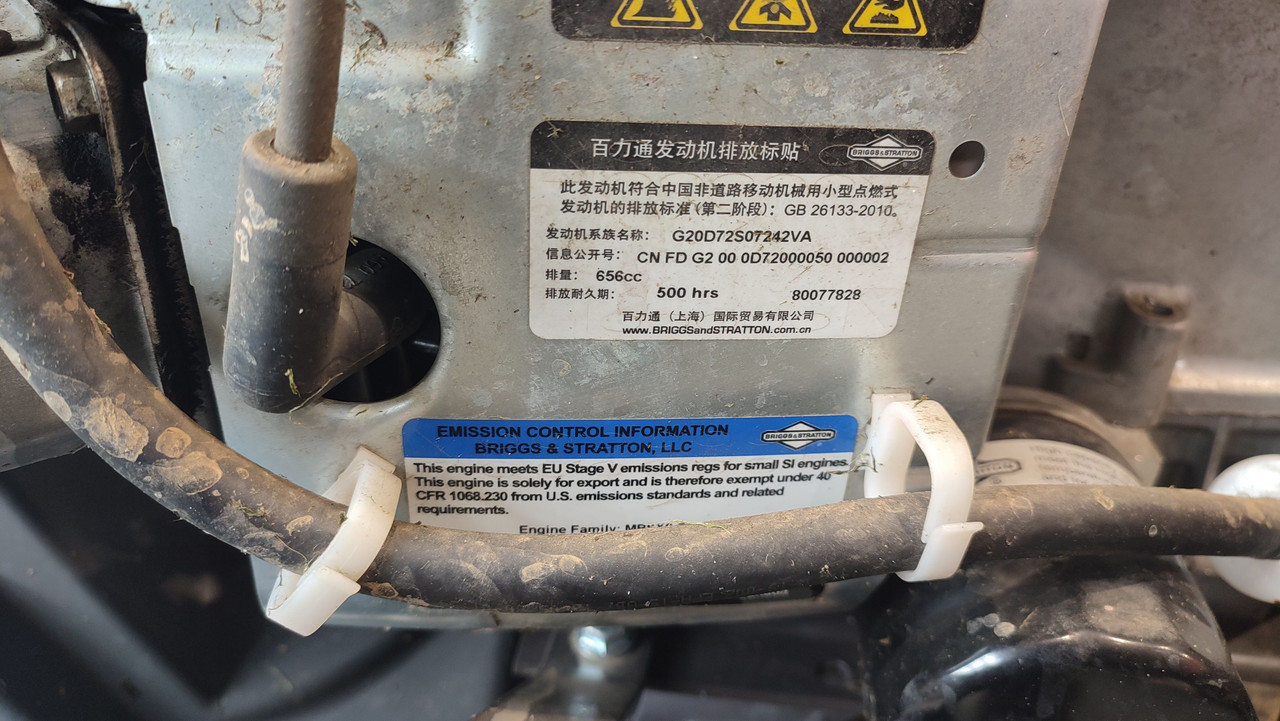 百力通发动机排放标贴
BRIGGS & STRATTON
此发动机符合中国非道路移动机械用小型点燃式
发动机的排放标准（第二阶段）：GB 26133-2010。
发动机系族名称： G20D72S07242VA
信息公开号： CN FD G2 00 0D72000050 000002
排量： 656cc
排放耐久期： 500 hrs 80077828
百力通（上海）国际贸易有限公司
www.BRIGGSandSTRATTON.com.cn
EMISSION CONTROL INFORMATION
BRIGGS & STRATTON, LLC
BRIGGS & STRATTON
This engine meets EU Stage V emissions regs for small SI engines.
This engine is solely for export and is therefore exempt under 40
CFR 1068.230 from U.S. emissions standards and related
requirements.
Engine Family: